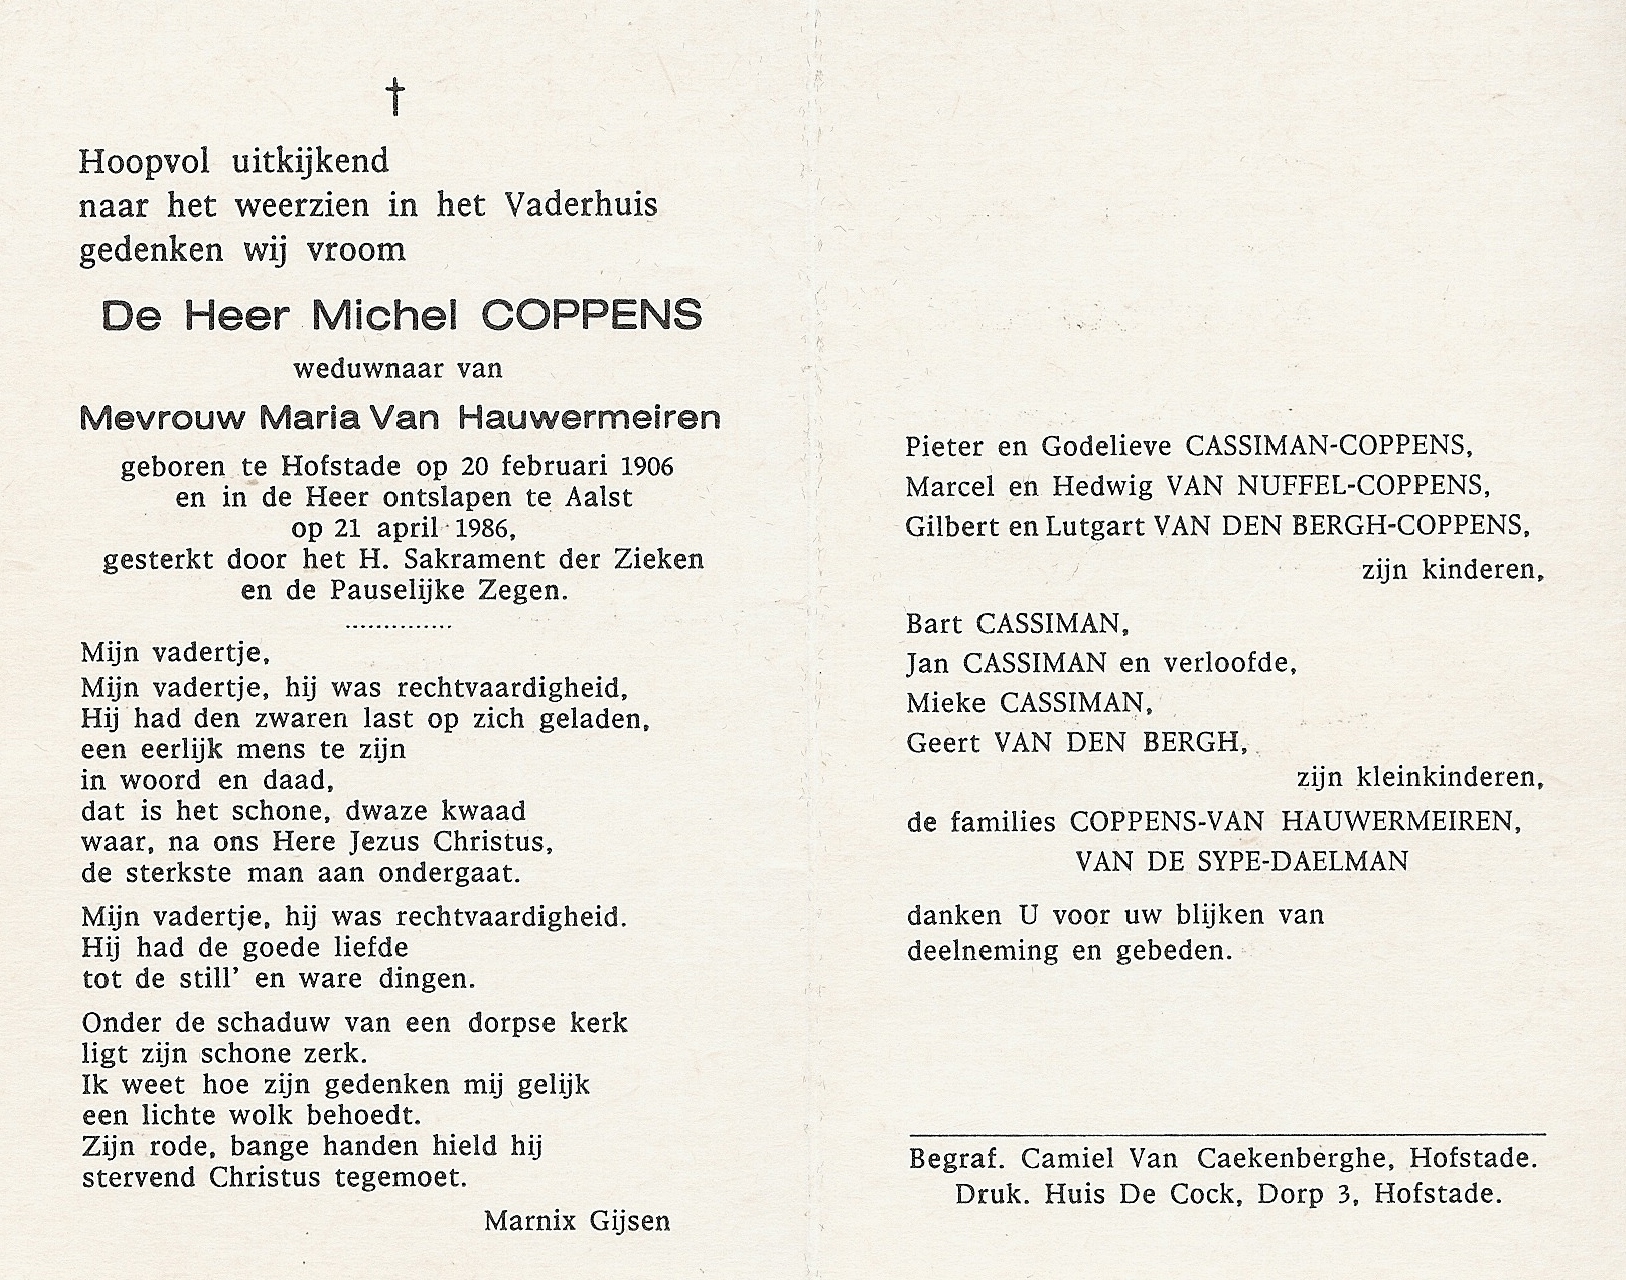 †
Hoopvol uitkijkend
naar het weerzien in het Vaderhuis
gedenken wij vroom
De Heer Michel COPPENS
weduwnaar van
Mevrouw Maria Van Hauwermeiren
geboren te Hofstade op 20 februari 1906
en in de Heer ontslapen te Aalst
op 21 april 1986,
gesterkt door het H. Sakrament der Zieken
en de Pauselijke Zegen.
..............
Mijn vadertje,
Mijn vadertje, hij was rechtvaardigheid,
Hij had den zwaren last op zich geladen,
een eerlijk mens te zijn
in woord en daad,
dat is het schone, dwaze kwaad
waar, na ons Here Jezus Christus,
de sterkste man aan ondergaat.
Mijn vadertje, hij was rechtvaardigheid.
Hij had de goede liefde
tot de still' en ware dingen.
Onder de schaduw van een dorpse kerk
ligt zijn schone zerk.
Ik weet hoe zijn gedenken mij gelijk
een lichte wolk behoedt.
Zijn rode, bange handen hield hij
stervend Christus tegemoet.
Marnix Gijsen
Pieter en Godelieve CASSIMAN-COPPENS,
Marcel en Hedwig VAN NUFFEL-COPPENS,
Gilbert en Lutgart VAN DEN BERGH-COPPENS,
zijn kinderen,
Bart CASSIMAN,
Jan CASSIMAN en verloofde,
Mieke CASSIMAN,
Geert VAN DEN BERGH,
zijn kleinkinderen,
de families COPPENS-VAN HAUWERMEIREN,
VAN DE SYPE-DAELMAN
danken U voor uw blijken van
deelneming en gebeden.
Begraf. Camiel Van Caekenberghe, Hofstade.
Druk. Huis De Cock, Dorp 3, Hofstade.